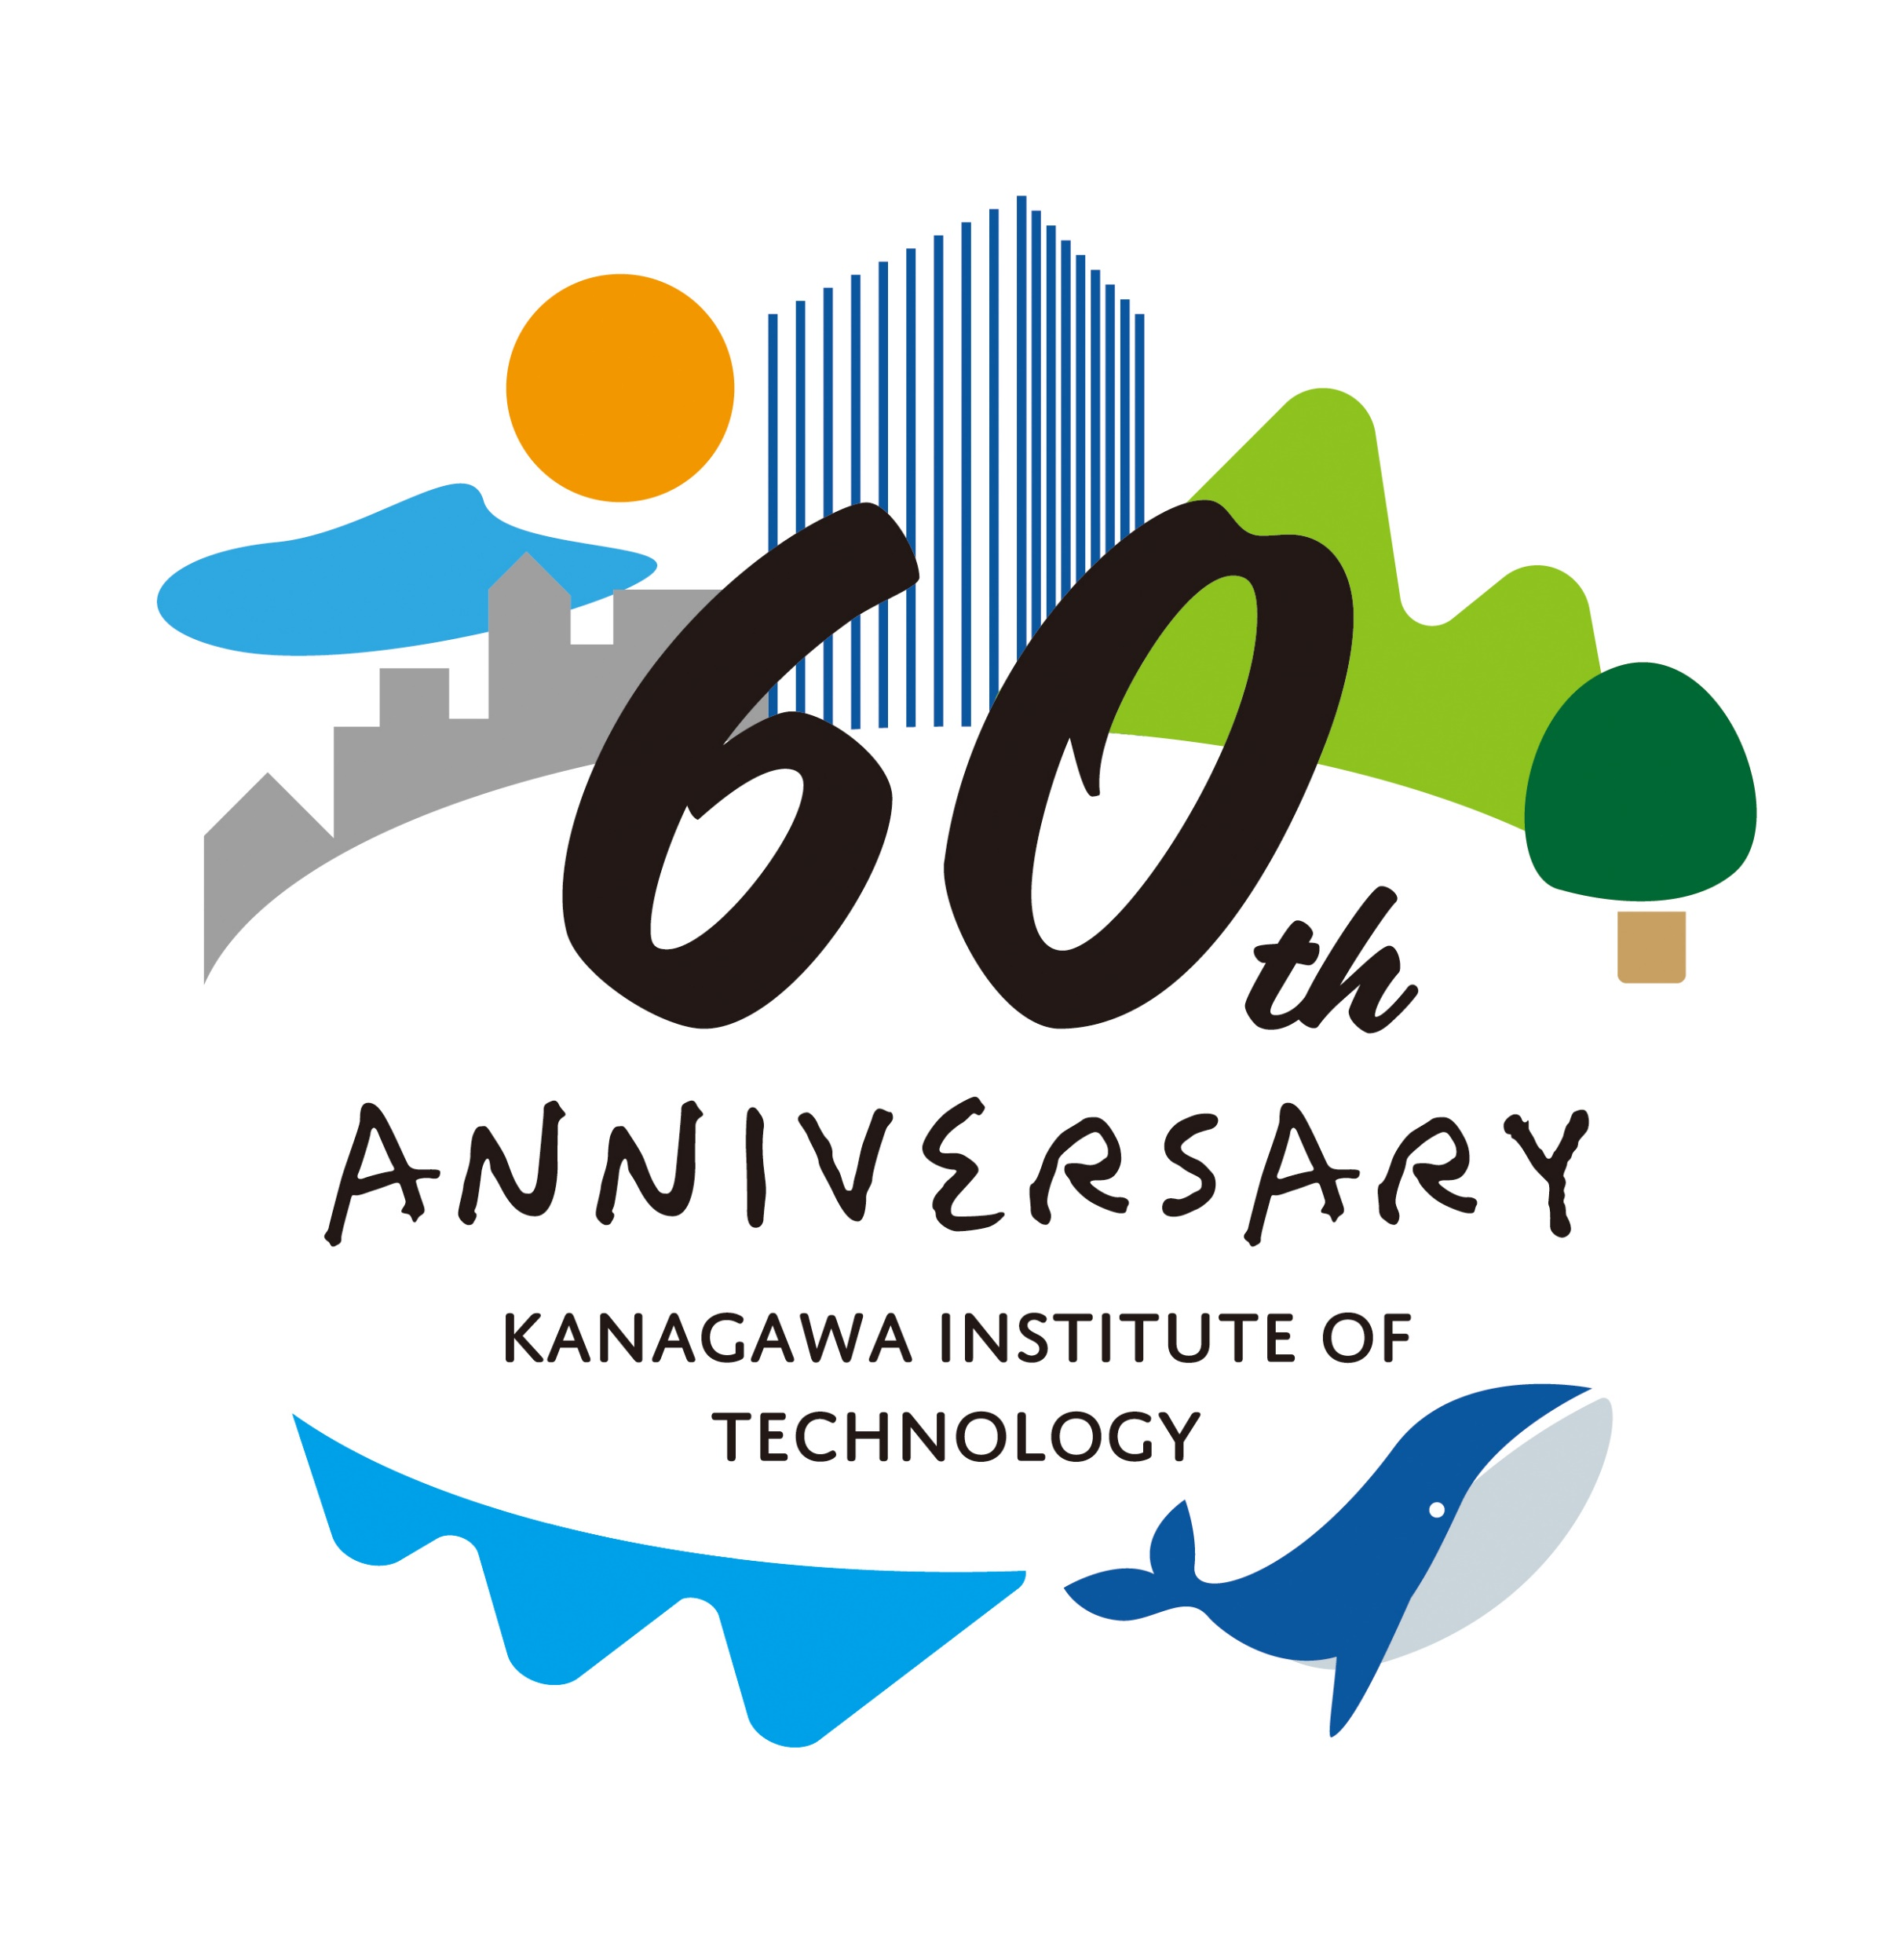 60th
ANNIVERSARY
KANAGAWA INSTITUTE OF
TECHNOLOGY